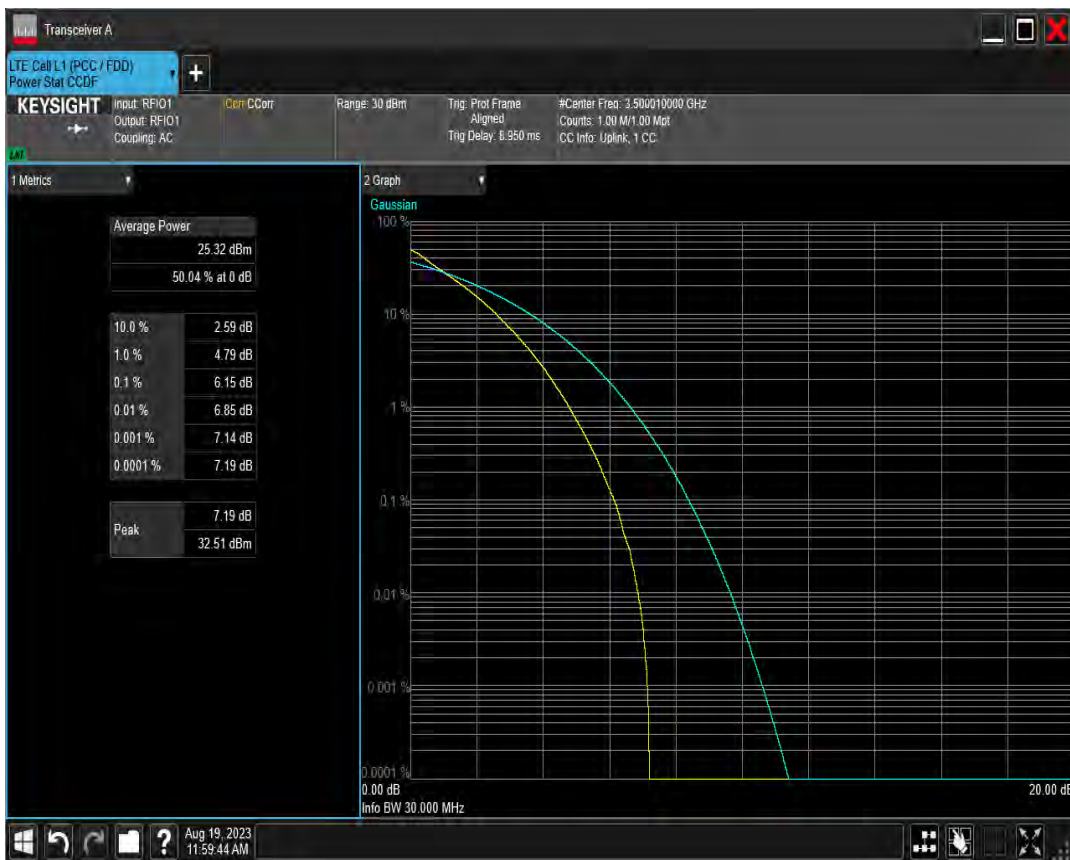 Transceiver A
LTE Cell L1 (PCC / FDD)
Power Stat CCDF
+
KEYSIGHT
Input: RFIO1
Output: RFIO1
Coupling: AC
Corr CCorr
Range: 30 dBm
Trig: Prot Frame
Aligned
Trig Delay: 6.950 ms
#Center Freq: 3.500010000 GHz
Counts: 1.00 M/1.00 Mpt
CC Info: Uplink, 1 CC
1 Metrics
Average Power
25.32 dBm
50.04 % at 0 dB
10.0 % 2.59 dB
1.0 % 4.79 dB
0.1 % 6.15 dB
0.01 % 6.85 dB
0.001 % 7.14 dB
0.0001 % 7.19 dB
Peak
7.19 dB
32.51 dBm
2 Graph
Gaussian
100 %
10 %
1 %
0.1 %
0.01 %
0.001 %
0.0001 %
0.00 dB
20.00 dB
Info BW 30.000 MHz
?
Aug 19, 2023
11:59:44 AM